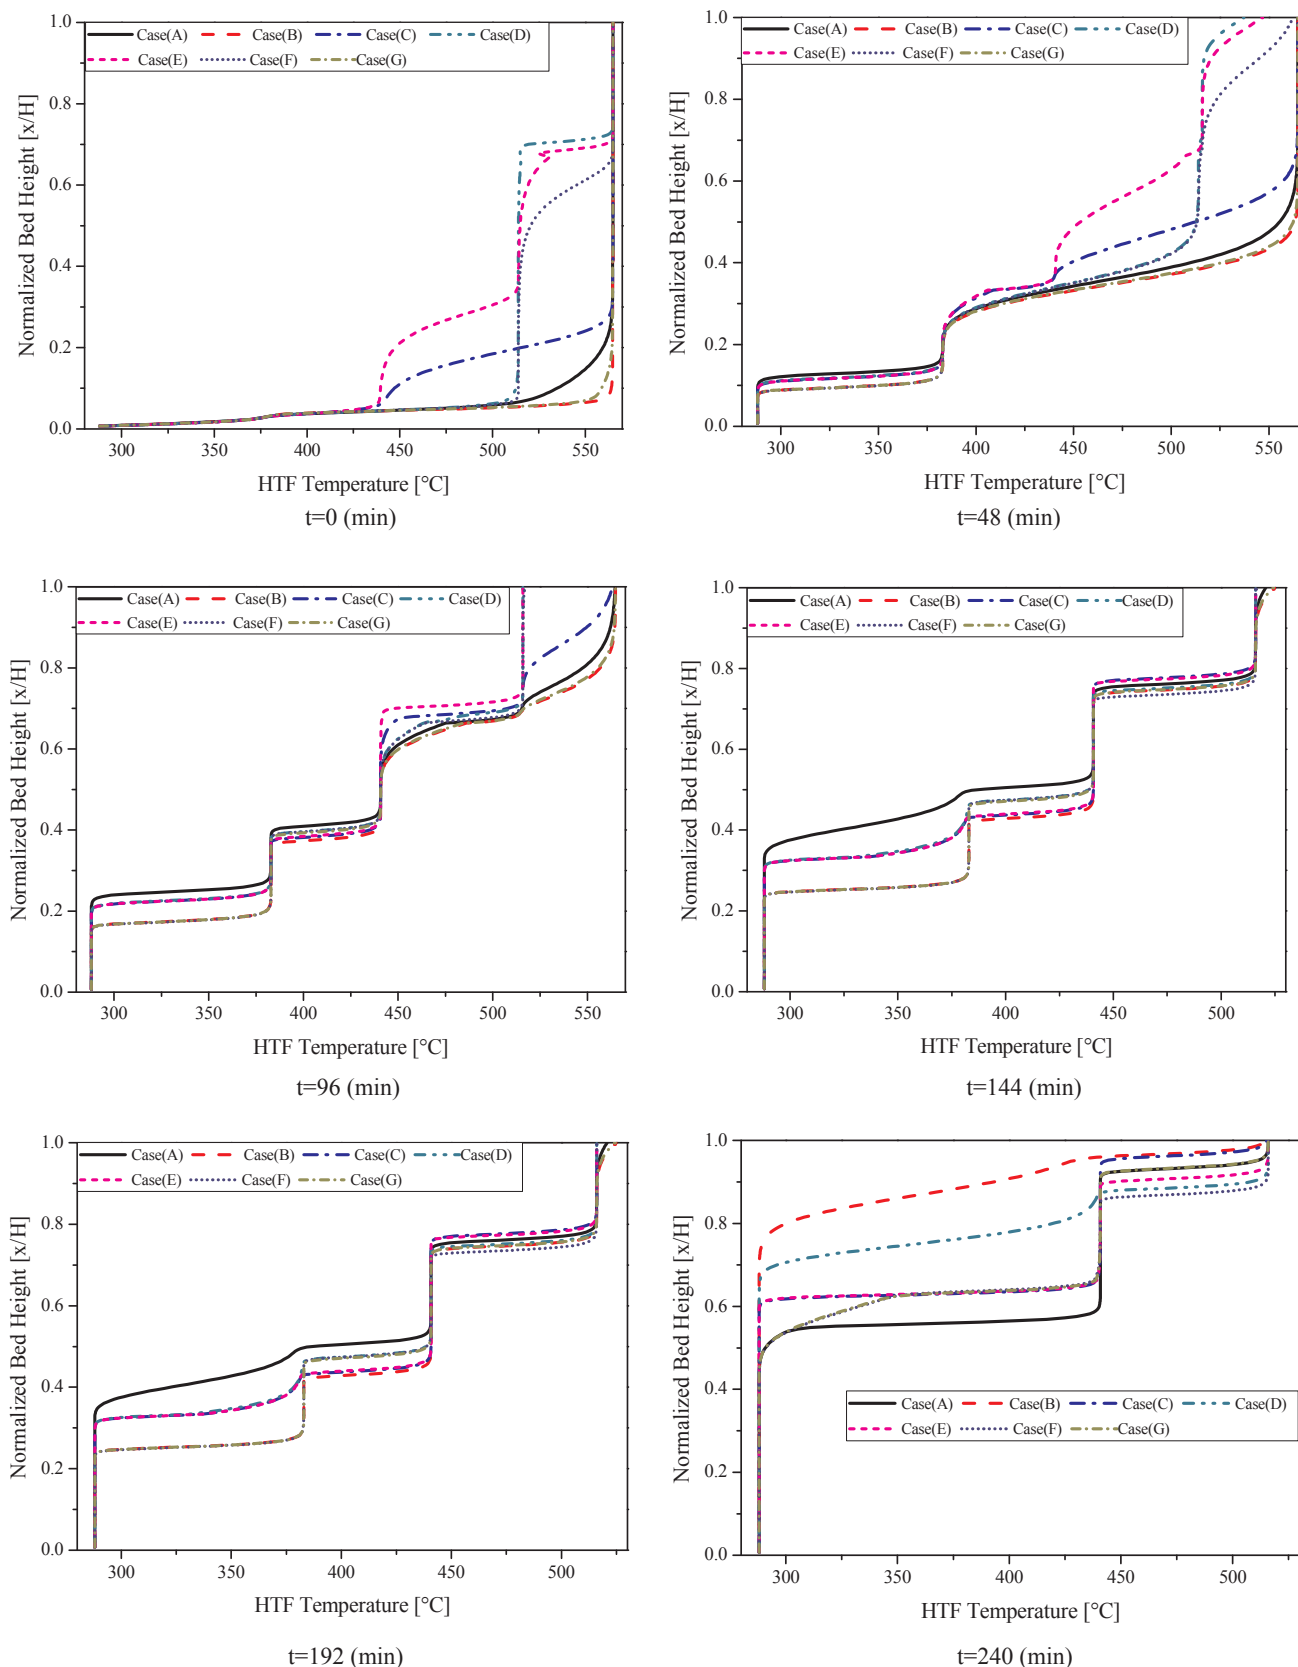 1.0
Case(A) Case(B) Case(C) Case(D)
Case(E) Case(F) Case(G)
0.8
0.6
0.4
0.2
0.0
Normalized Bed Height [x/H]
300 350 400 450 500 550
HTF Temperature [°C]
t=0 (min)
1.0
Case(A) Case(B) Case(C) Case(D)
Case(E) Case(F) Case(G)
0.8
0.6
0.4
0.2
0.0
Normalized Bed Height [x/H]
300 350 400 450 500 550
HTF Temperature [°C]
t=48 (min)
1.0
Case(A) Case(B) Case(C) Case(D)
Case(E) Case(F) Case(G)
0.8
0.6
0.4
0.2
0.0
Normalized Bed Height [x/H]
300 350 400 450 500 550
HTF Temperature [°C]
t=96 (min)
1.0
Case(A) Case(B) Case(C) Case(D)
Case(E) Case(F) Case(G)
0.8
0.6
0.4
0.2
0.0
Normalized Bed Height [x/H]
300 350 400 450 500
HTF Temperature [°C]
t=144 (min)
1.0
Case(A) Case(B) Case(C) Case(D)
Case(E) Case(F) Case(G)
0.8
0.6
0.4
0.2
0.0
Normalized Bed Height [x/H]
300 350 400 450 500
HTF Temperature [°C]
t=192 (min)
1.0
0.8
0.6
0.4
Case(A) Case(B) Case(C) Case(D)
Case(E) Case(F) Case(G)
0.2
0.0
Normalized Bed Height [x/H]
300 350 400 450 500
HTF Temperature [°C]
t=240 (min)